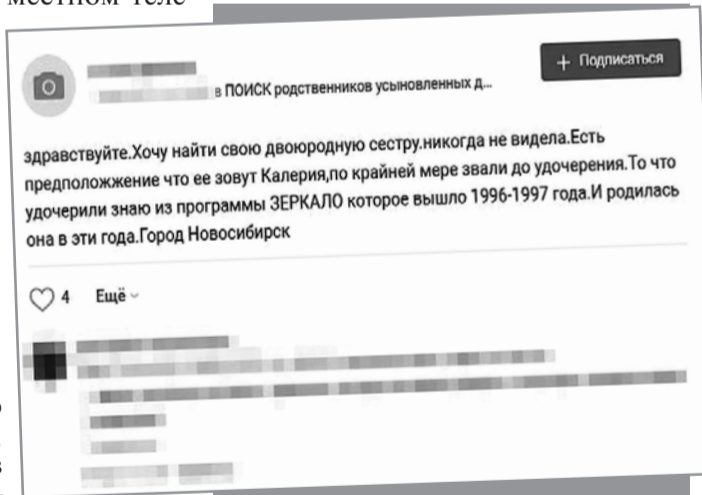 местном теле-
в ПОИСК родственников усыновленных д...
+ Подписаться
здравствуйте.Хочу найти свою двоюродную сестру.никогда не видела.Есть
предположжение что ее зовут Калерия,по крайней мере звали до удочерения.То что
удочерили знаю из программы ЗЕРКАЛО которое вышло 1996-1997 года.И родилась
она в эти года.Город Новосибирск
4 Ещё